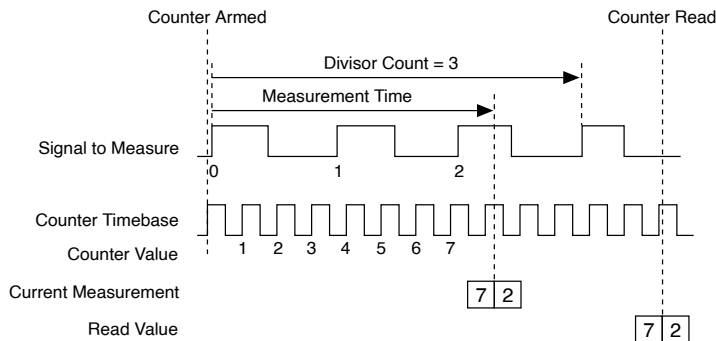 Counter Armed
Counter Read
Divisor Count = 3
Measurement Time
Signal to Measure
0 1 2
Counter Timebase
Counter Value
1 2 3 4 5 6 7
Current Measurement
7 2
Read Value
7 2